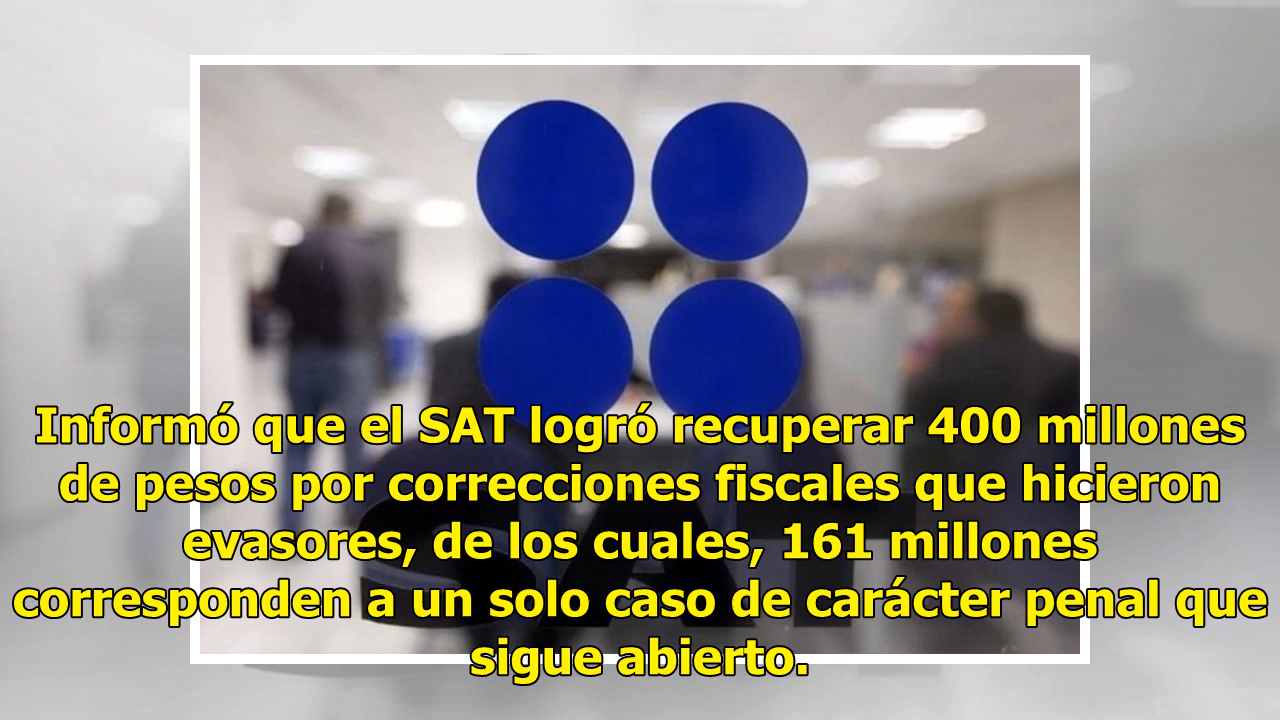 Informó que el SAT logró recuperar 400 millones
de pesos por correcciones fiscales que hicieron
evasores, de los cuales, 161 millones
corresponden a un solo caso de carácter penal que
sigue abierto.
SAT